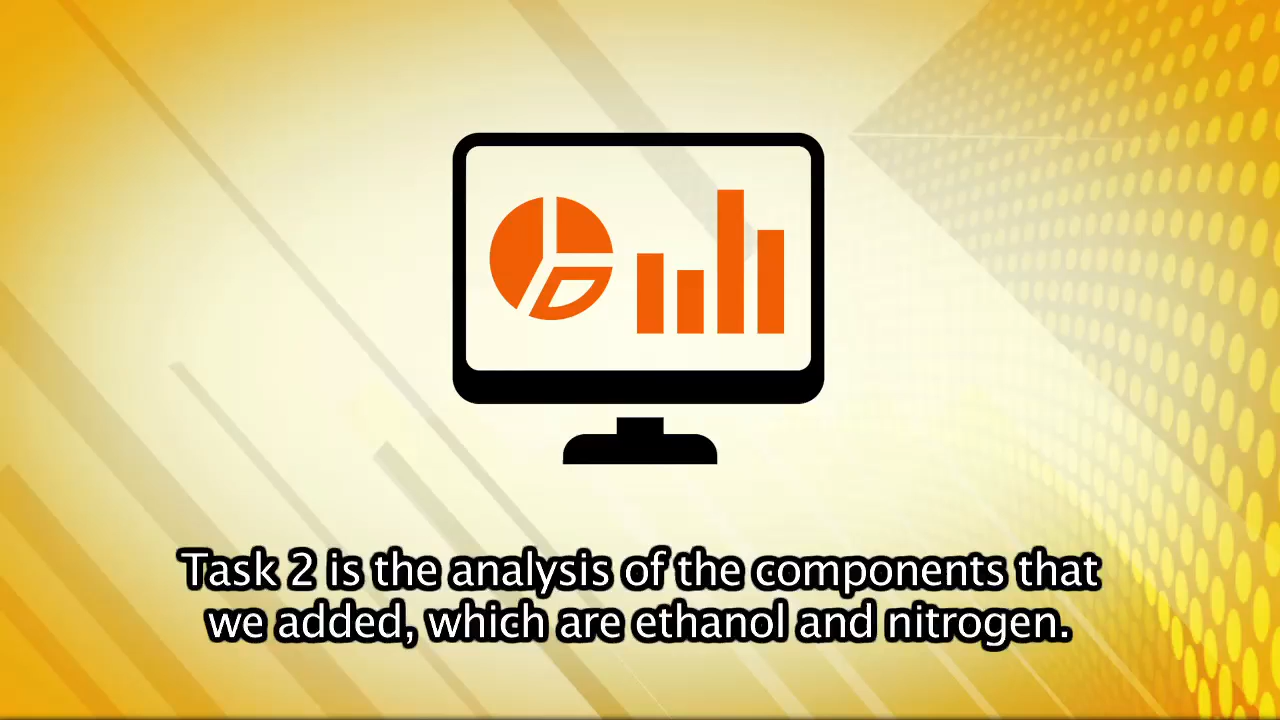 Task 2 is the analysis of the components that
we added, which are ethanol and nitrogen.